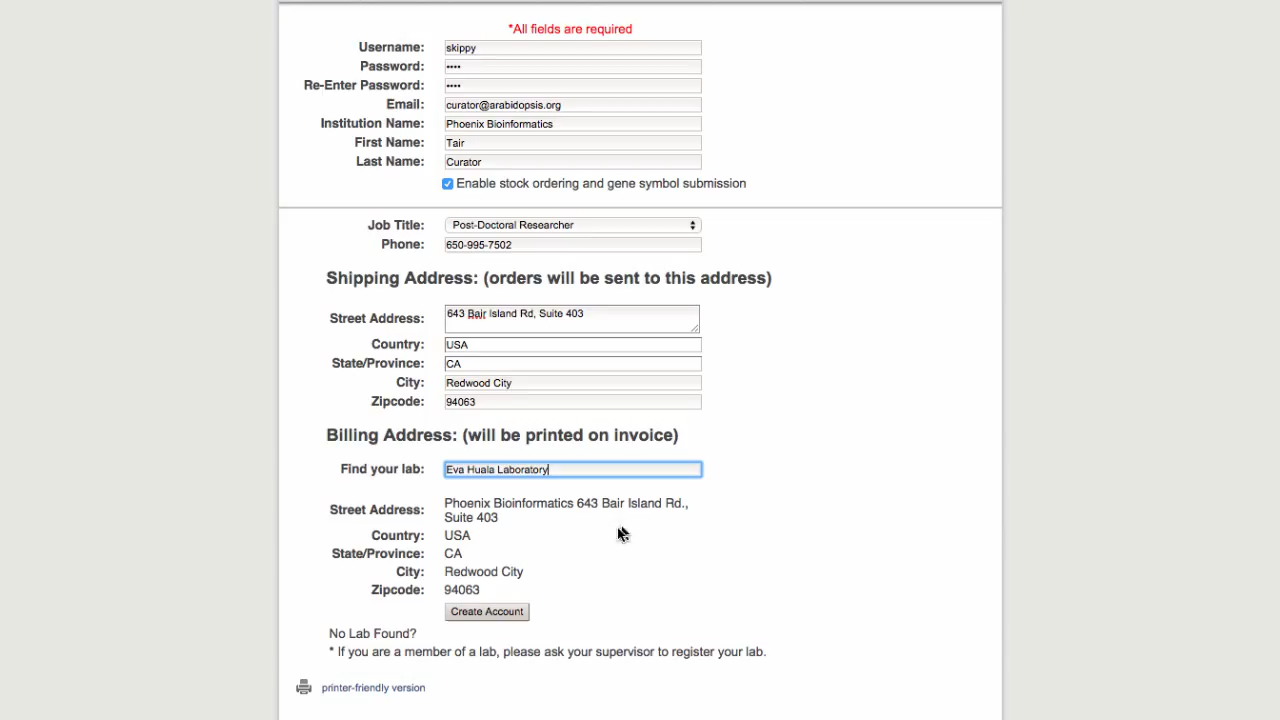 *All fields are required
Username: skippy
Password: ••••
Re-Enter Password: ••••
Email: curator@arabidopsis.org
Institution Name: Phoenix Bioinformatics
First Name: Tair
Last Name: Curator
Enable stock ordering and gene symbol submission
Job Title: Post-Doctoral Researcher
Phone: 650-995-7502
Shipping Address: (orders will be sent to this address)
Street Address: 643 Bair Island Rd, Suite 403
Country: USA
State/Province: CA
City: Redwood City
Zipcode: 94063
Billing Address: (will be printed on invoice)
Find your lab: Eva Huala Laboratory
Street Address: Phoenix Bioinformatics 643 Bair Island Rd.,
Suite 403
Country: USA
State/Province: CA
City: Redwood City
Zipcode: 94063
Create Account
No Lab Found?
* If you are a member of a lab, please ask your supervisor to register your lab.
printer-friendly version